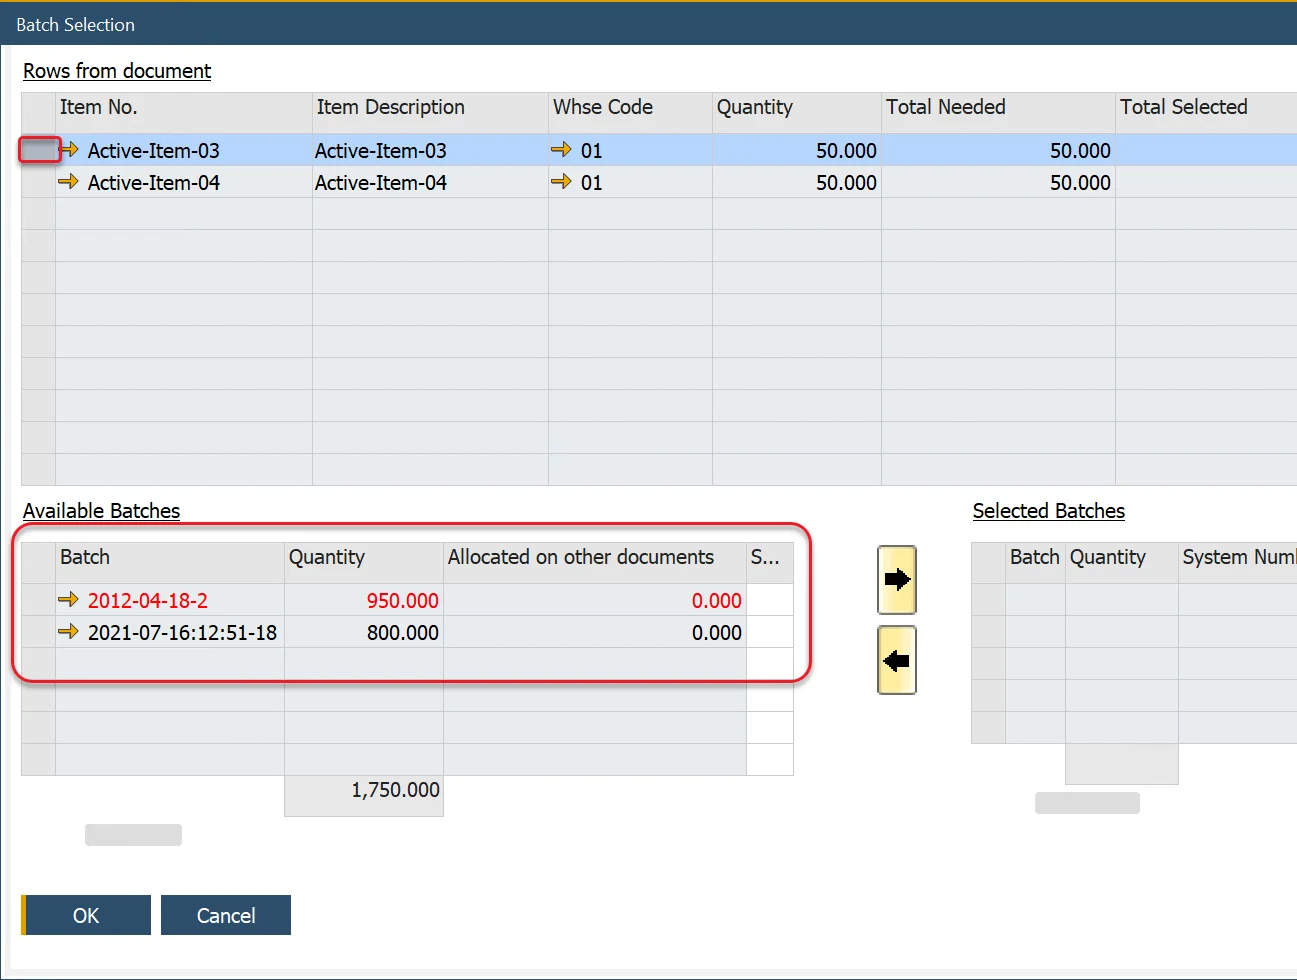 Batch Selection
Rows from document
Item No. Item Description Whse Code Quantity Total Needed Total Selected
Active-Item-03 Active-Item-03 01 50.000 50.000
Active-Item-04 Active-Item-04 01 50.000 50.000
Available Batches
Selected Batches
Batch Quantity Allocated on other documents S...
Batch Quantity System Numl
2012-04-18-2 950.000 0.000
2021-07-16:12:51-18 800.000 0.000
1,750.000
OK Cancel